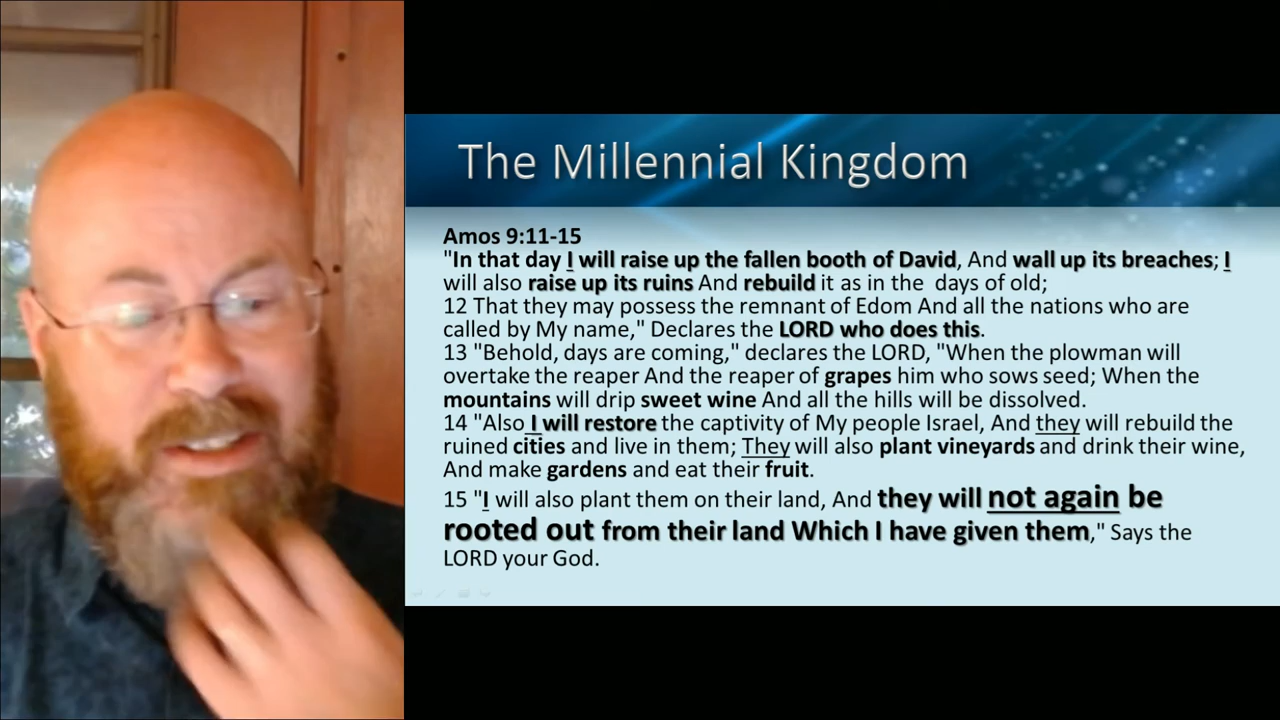 The Millennial Kingdom
Amos 9:11-15
"In that day I will raise up the fallen booth of David, And wall up its breaches; I
will also raise up its ruins And rebuild it as in the  days of old;
12 That they may possess the remnant of Edom And all the nations who are
called by My name," Declares the LORD who does this.
13 "Behold, days are coming," declares the LORD, "When the plowman will
overtake the reaper And the reaper of grapes him who sows seed; When the
mountains will drip sweet wine And all the hills will be dissolved.
14 "Also I will restore the captivity of My people Israel, And they will rebuild the
ruined cities and live in them; They will also plant vineyards and drink their wine,
And make gardens and eat their fruit.
15 "I will also plant them on their land, And they will not again be
rooted out from their land Which I have given them," Says the
LORD your God.